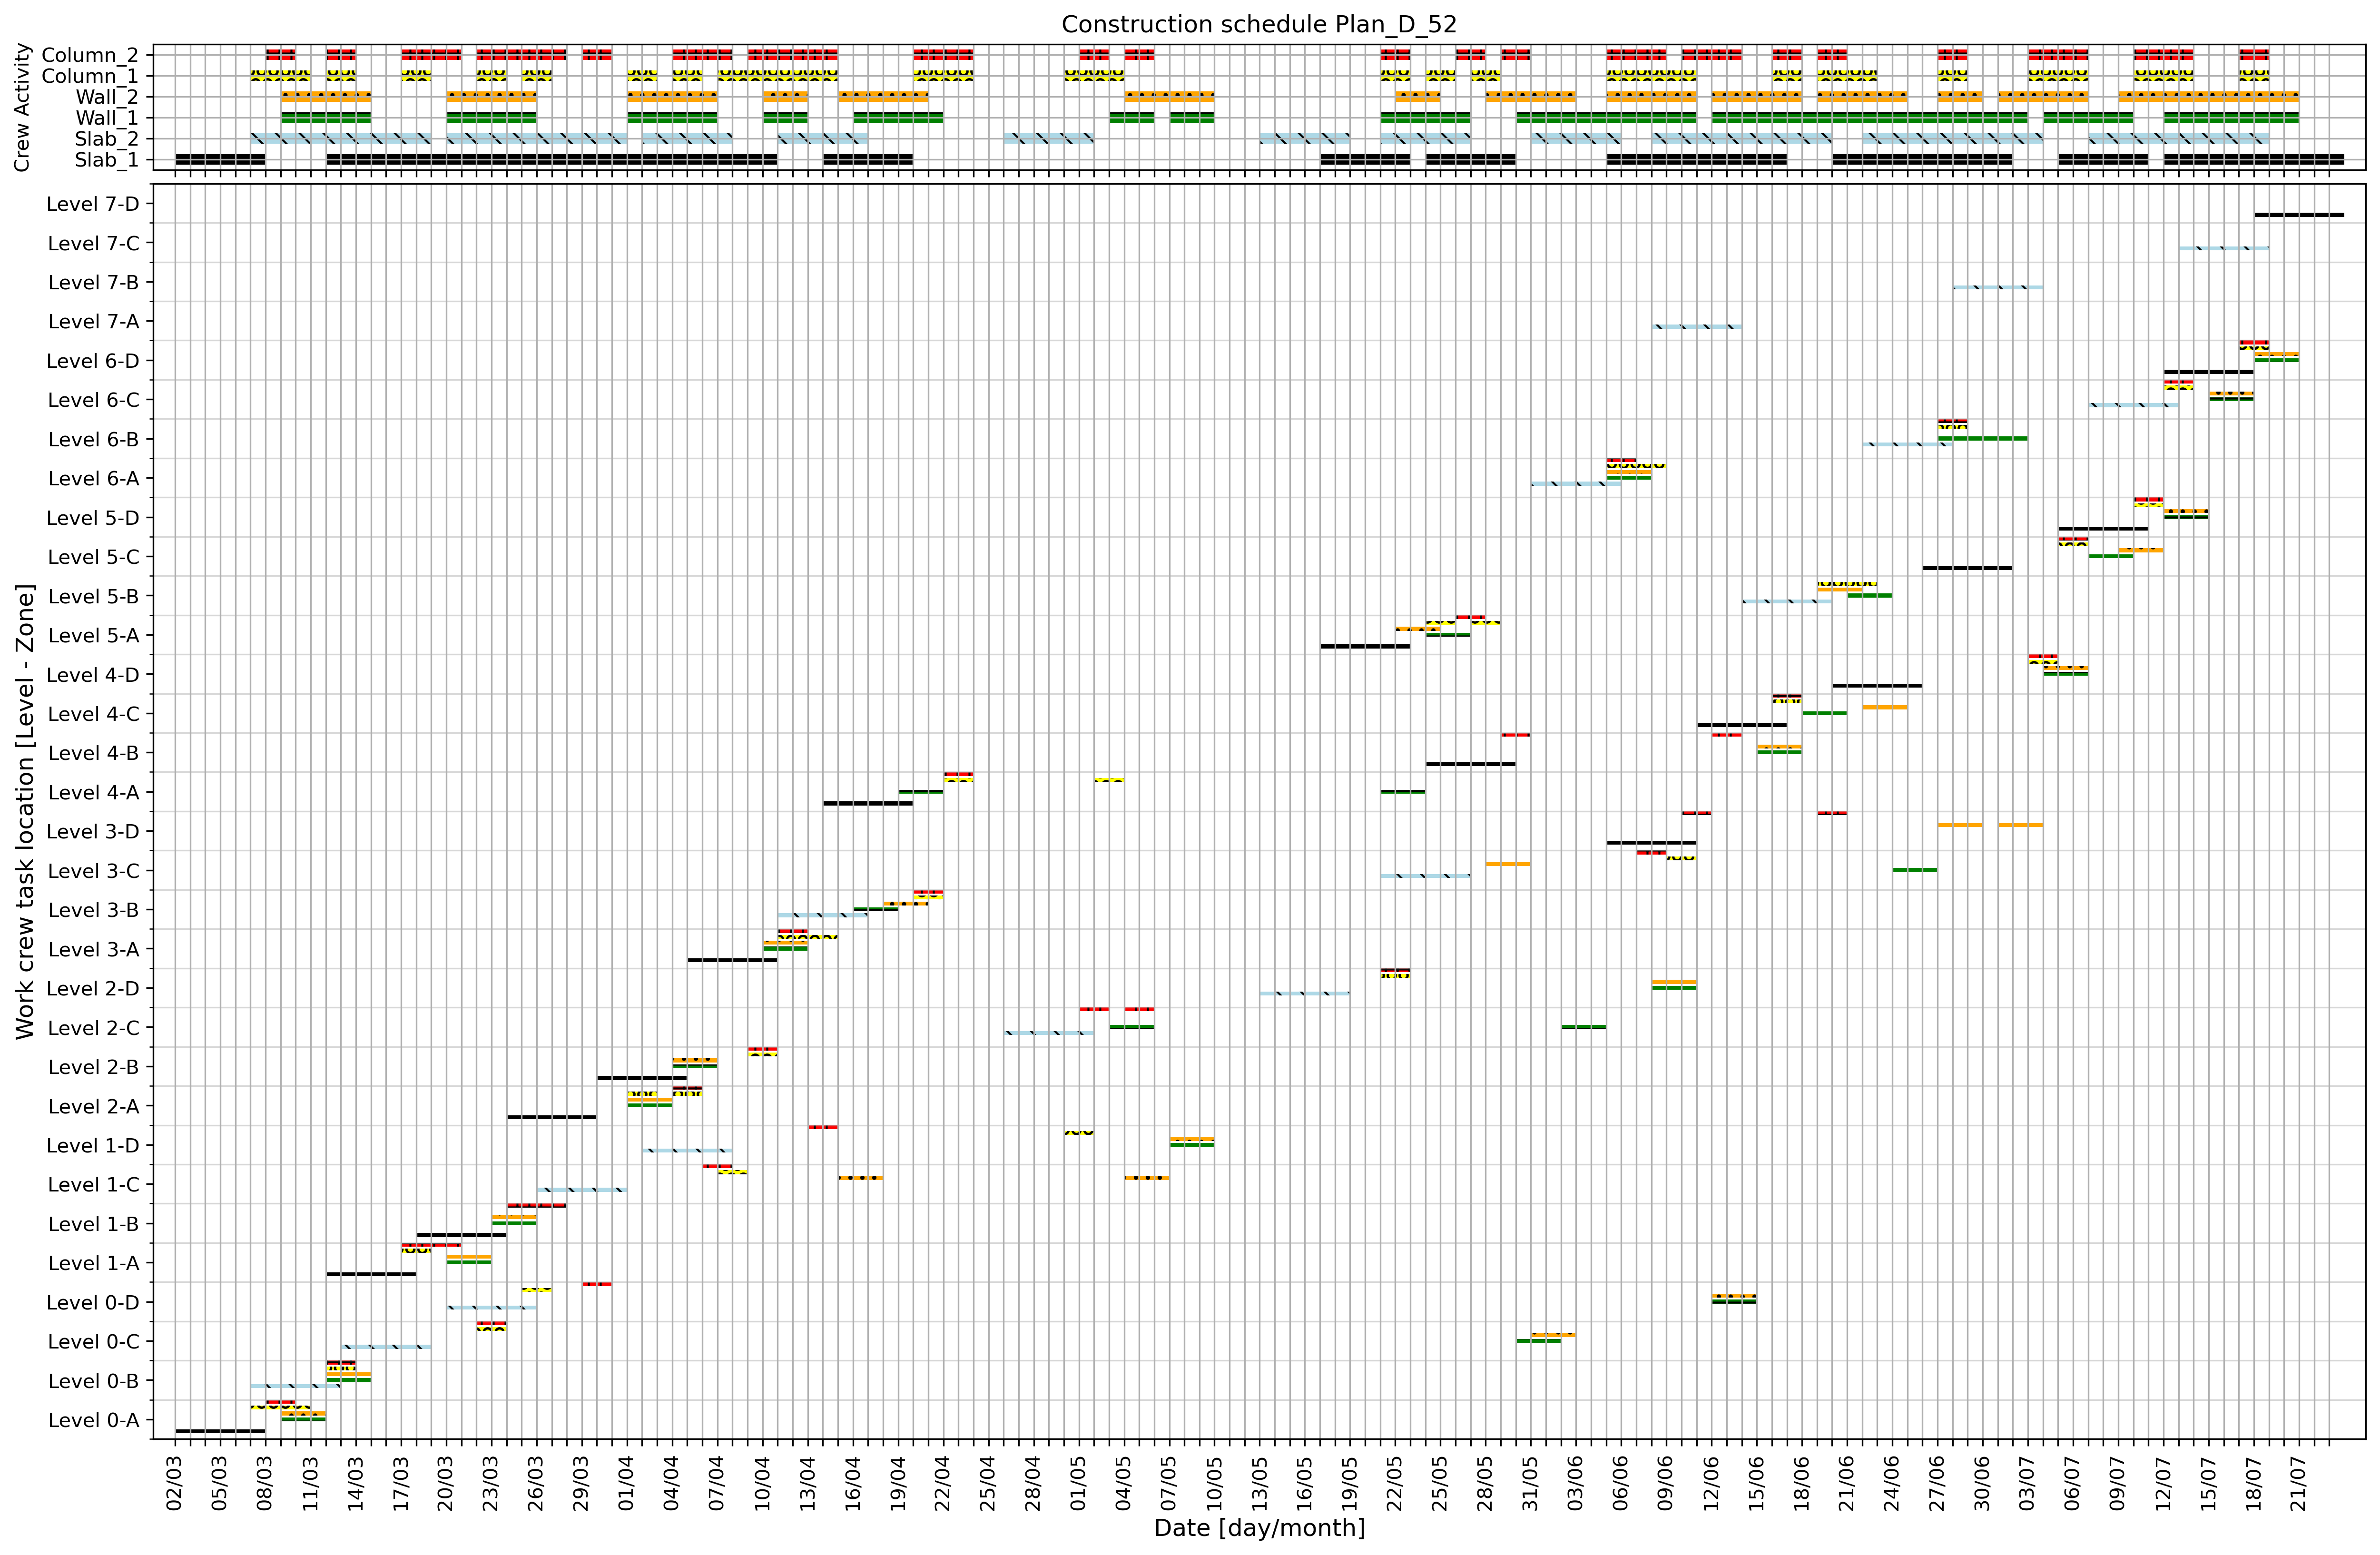 Construction schedule Plan_D_52
Crew Activity
Column_2
Column_1
Wall_2
Wall_1
Slab_2
Slab_1
Work crew task location [Level - Zone]
Level 7-D
Level 7-C
Level 7-B
Level 7-A
Level 6-D
Level 6-C
Level 6-B
Level 6-A
Level 5-D
Level 5-C
Level 5-B
Level 5-A
Level 4-D
Level 4-C
Level 4-B
Level 4-A
Level 3-D
Level 3-C
Level 3-B
Level 3-A
Level 2-D
Level 2-C
Level 2-B
Level 2-A
Level 1-D
Level 1-C
Level 1-B
Level 1-A
Level 0-D
Level 0-C
Level 0-B
Level 0-A
02/03 05/03 08/03 11/03 14/03 17/03 20/03 23/03 26/03 29/03 01/04 04/04 07/04 10/04 13/04 16/04 19/04 22/04 25/04 28/04 01/05 04/05 07/05 10/05 13/05 16/05 19/05 22/05 25/05 28/05 31/05 03/06 06/06 09/06 12/06 15/06 18/06 21/06 24/06 27/06 30/06 03/07 06/07 09/07 12/07 15/07 18/07 21/07
Date [day/month]